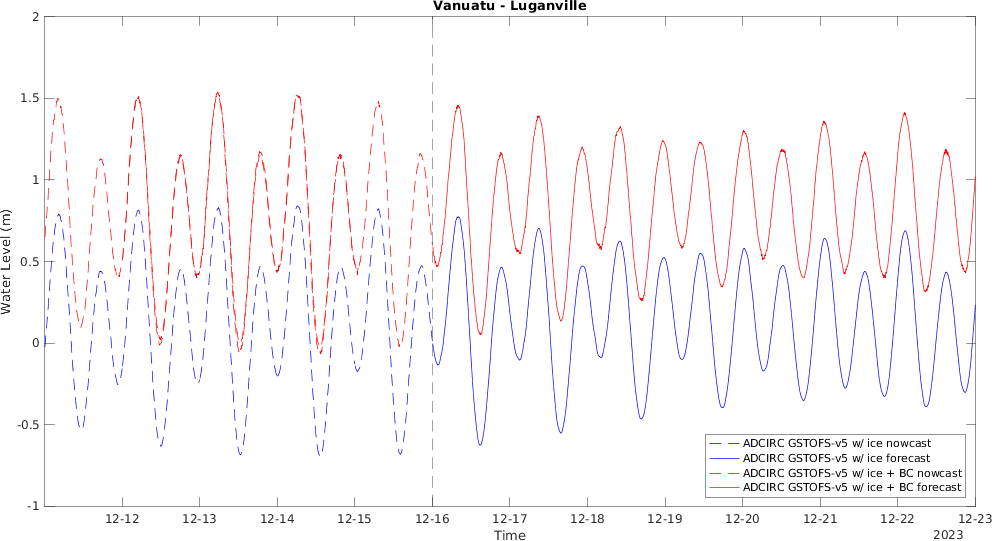 Vanuatu - Luganville
Water Level (m)
2
1.5
1
0.5
0
-0.5
-1
12-12 12-13 12-14 12-15 12-16 12-17 12-18 12-19 12-20 12-21 12-22 12-23
Time
2023
ADCIRC GSTOFS-v5 w/ ice nowcast
ADCIRC GSTOFS-v5 w/ ice forecast
ADCIRC GSTOFS-v5 w/ ice + BC nowcast
ADCIRC GSTOFS-v5 w/ ice + BC forecast